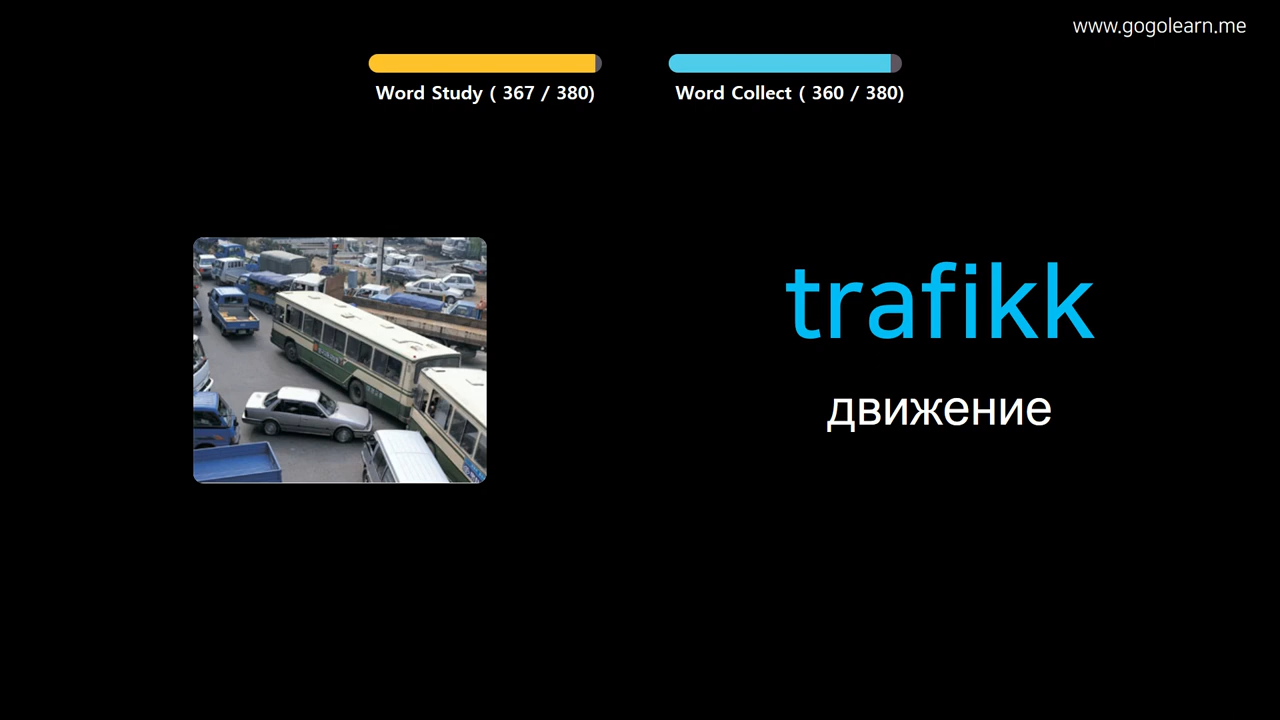 www.gogolearn.me
Word Study ( 367 / 380)
Word Collect ( 360 / 380)
trafikk
движение